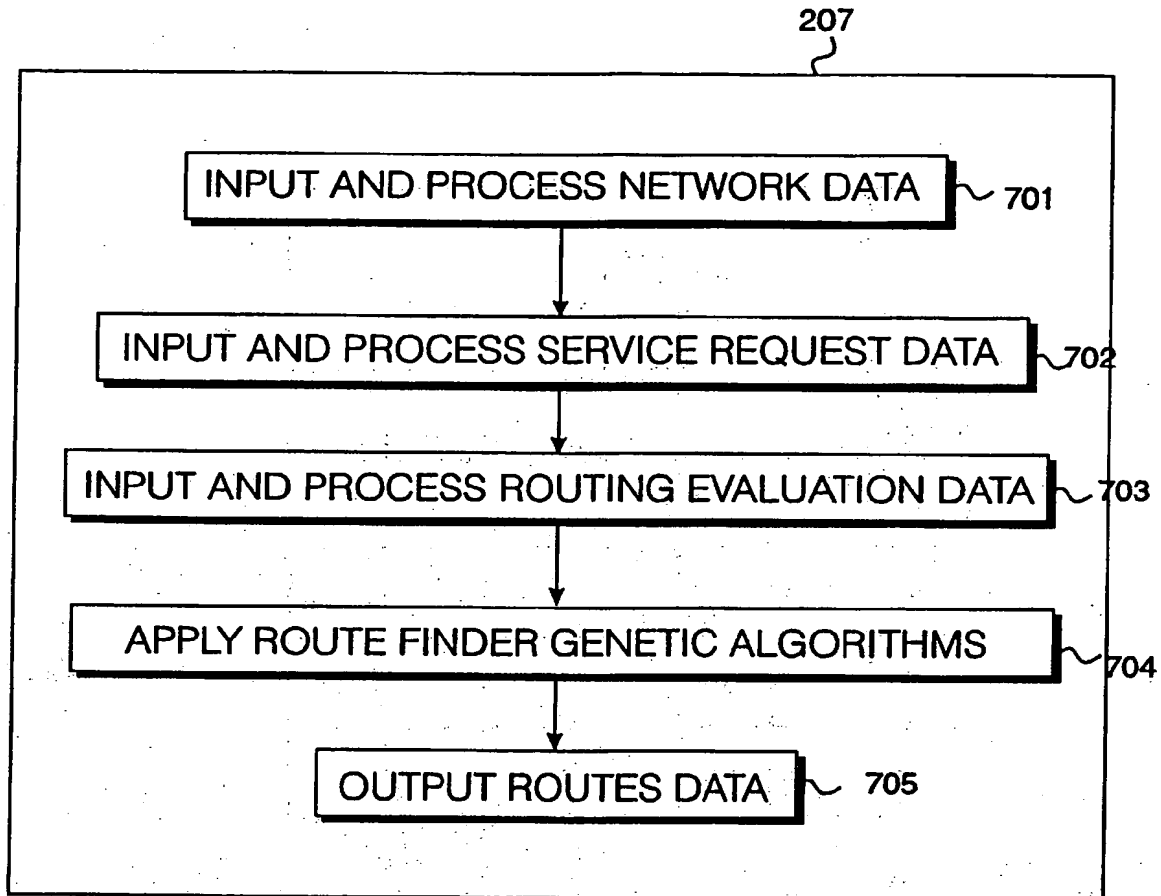 207
INPUT AND PROCESS NETWORK DATA 701
INPUT AND PROCESS SERVICE REQUEST DATA 702
INPUT AND PROCESS ROUTING EVALUATION DATA 703
APPLY ROUTE FINDER GENETIC ALGORITHMS 704
OUTPUT ROUTES DATA 705